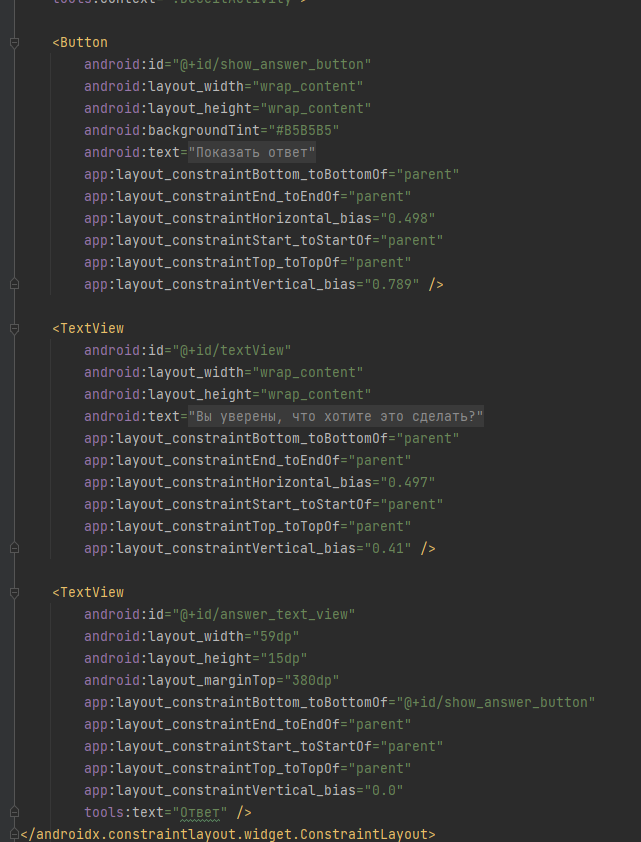 tools:context=".DeceitActivity">
<Button
android:id="@+id/show_answer_button"
android:layout_width="wrap_content"
android:layout_height="wrap_content"
android:backgroundTint="#B5B5B5"
android:text="Показать ответ"
app:layout_constraintBottom_toBottomOf="parent"
app:layout_constraintEnd_toEndOf="parent"
app:layout_constraintHorizontal_bias="0.498"
app:layout_constraintStart_toStartOf="parent"
app:layout_constraintTop_toTopOf="parent"
app:layout_constraintVertical_bias="0.789" />
<TextView
android:id="@+id/textView"
android:layout_width="wrap_content"
android:layout_height="wrap_content"
android:text="Вы уверены, что хотите это сделать?"
app:layout_constraintBottom_toBottomOf="parent"
app:layout_constraintEnd_toEndOf="parent"
app:layout_constraintHorizontal_bias="0.497"
app:layout_constraintStart_toStartOf="parent"
app:layout_constraintTop_toTopOf="parent"
app:layout_constraintVertical_bias="0.41" />
<TextView
android:id="@+id/answer_text_view"
android:layout_width="59dp"
android:layout_height="15dp"
android:layout_marginTop="380dp"
app:layout_constraintBottom_toBottomOf="@+id/show_answer_button"
app:layout_constraintEnd_toEndOf="parent"
app:layout_constraintStart_toStartOf="parent"
app:layout_constraintTop_toTopOf="parent"
app:layout_constraintVertical_bias="0.0"
tools:text="Ответ" />
</androidx.constraintlayout.widget.ConstraintLayout>